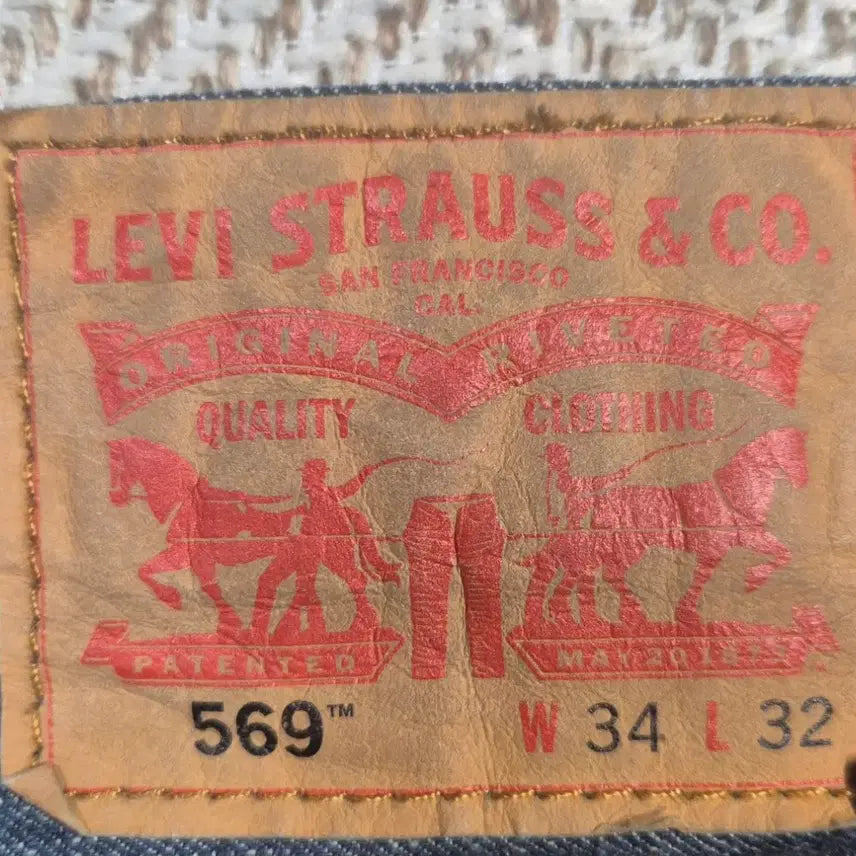 LEVI STRAUSS & CO.
SAN FRANCISCO
CAL.
ORIGINAL RIVETED
QUALITY CLOTHING
PATENTED MAY 20 1873
569™ W 34 L 32